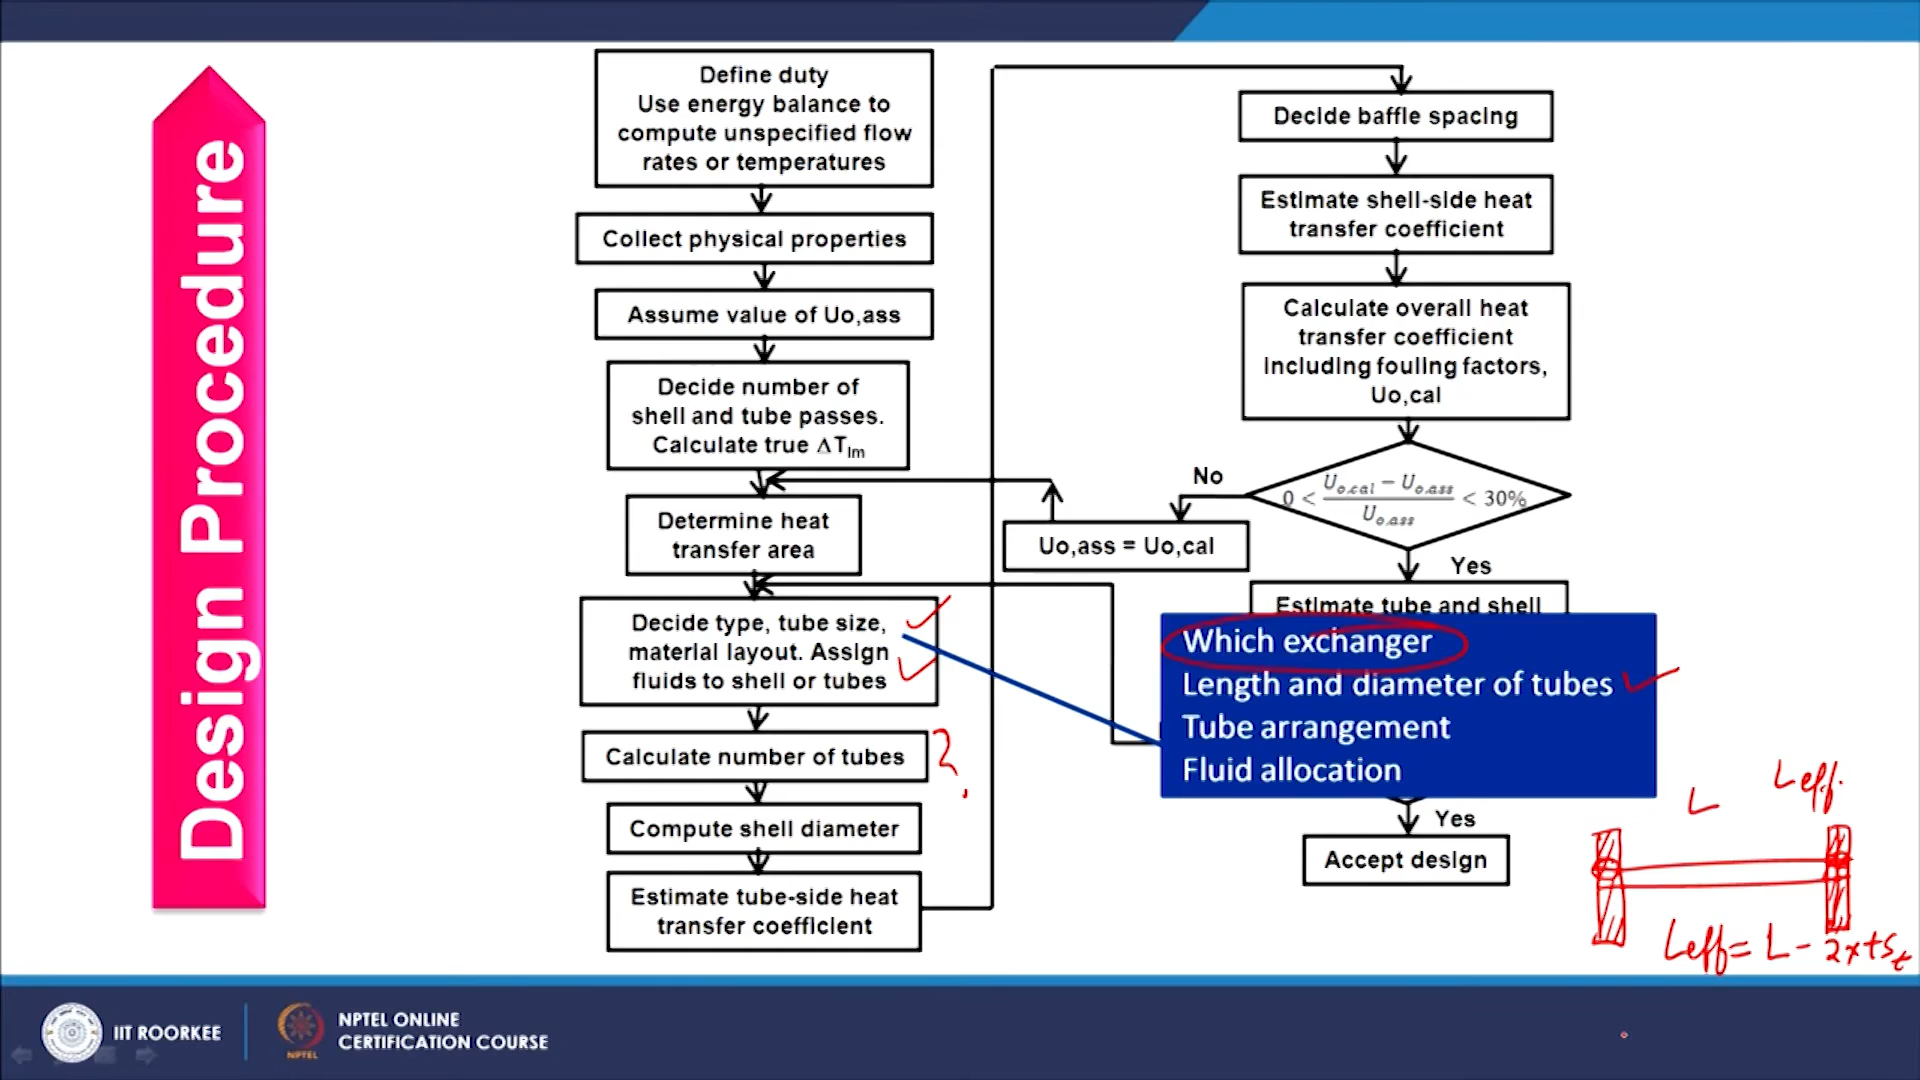 Design Procedure
Define duty
Use energy balance to
compute unspecified flow
rates or temperatures
Collect physical properties
Assume value of Uo,ass
Decide number of
shell and tube passes.
Calculate true ΔTlm
Determine heat
transfer area
Decide type, tube size,
material layout. Assign
fluids to shell or tubes
Calculate number of tubes
?
Compute shell diameter
Estimate tube-side heat
transfer coefficient
Decide baffle spacing
Estimate shell-side heat
transfer coefficient
Calculate overall heat
transfer coefficient
including fouling factors,
Uo,cal
No
0 < (Uo,cal − Uo,ass) / Uo,ass < 30%
Uo,ass = Uo,cal
Yes
Estimate tube and shell
Which exchanger
Length and diameter of tubes
Tube arrangement
Fluid allocation
Yes
Accept design
L Leff.
Leff = L - 2×tst
IIT ROORKEE
NPTEL
NPTEL ONLINE
CERTIFICATION COURSE